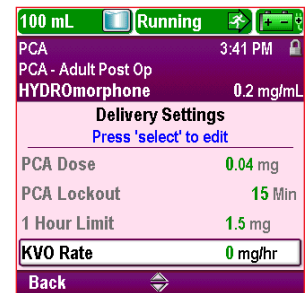 100 mL Running
PCA 3:41 PM
PCA - Adult Post Op
HYDROmorphone 0.2 mg/mL
Delivery Settings
Press 'select' to edit
PCA Dose 0.04 mg
PCA Lockout 15 Min
1 Hour Limit 1.5 mg
KVO Rate 0 mg/hr
Back